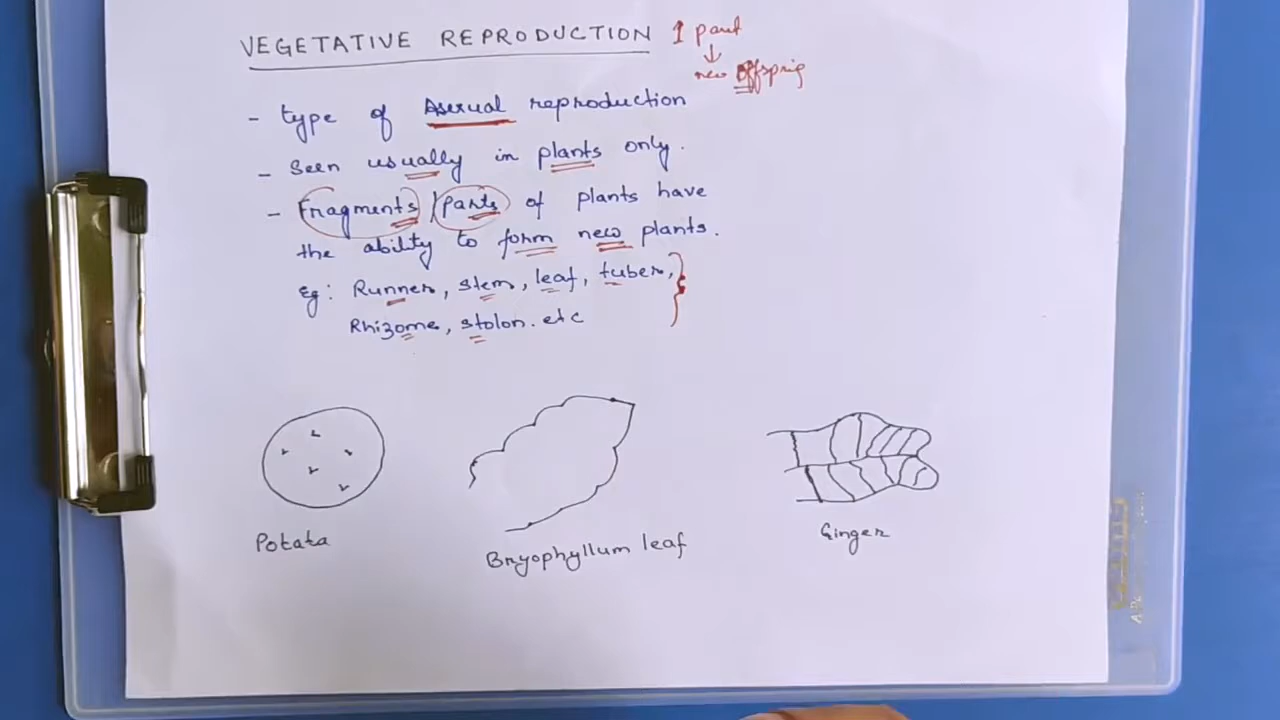 VEGETATIVE REPRODUCTION 1 part
↓
new offspring
- type of Asexual reproduction
- Seen usually in plants only.
- Fragments / parts of plants have
the ability to form new plants.
Eg: Runner, stem, leaf, tuber,
Rhizome, stolon. etc
Potata
Bryophyllum leaf
Ginger